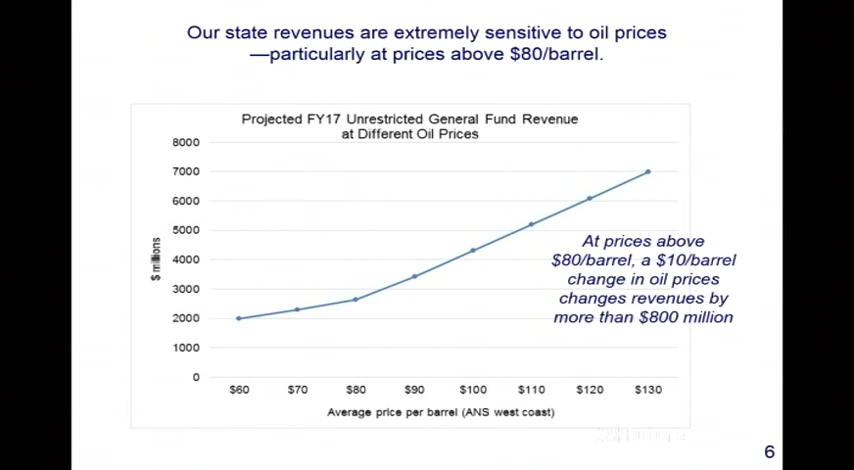 Our state revenues are extremely sensitive to oil prices
—particularly at prices above $80/barrel.
Projected FY17 Unrestricted General Fund Revenue
at Different Oil Prices
8000
7000
6000
5000
4000
3000
2000
1000
0
$ millions
$60 $70 $80 $90 $100 $110 $120 $130
Average price per barrel (ANS west coast)
At prices above
$80/barrel, a $10/barrel
change in oil prices
changes revenues by
more than $800 million
6